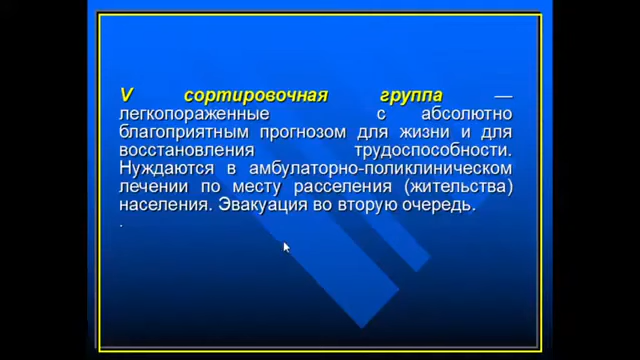 V сортировочная группа —
легкопораженные с абсолютно
благоприятным прогнозом для жизни и для
восстановления трудоспособности.
Нуждаются в амбулаторно-поликлиническом
лечении по месту расселения (жительства)
населения. Эвакуация во вторую очередь.
.